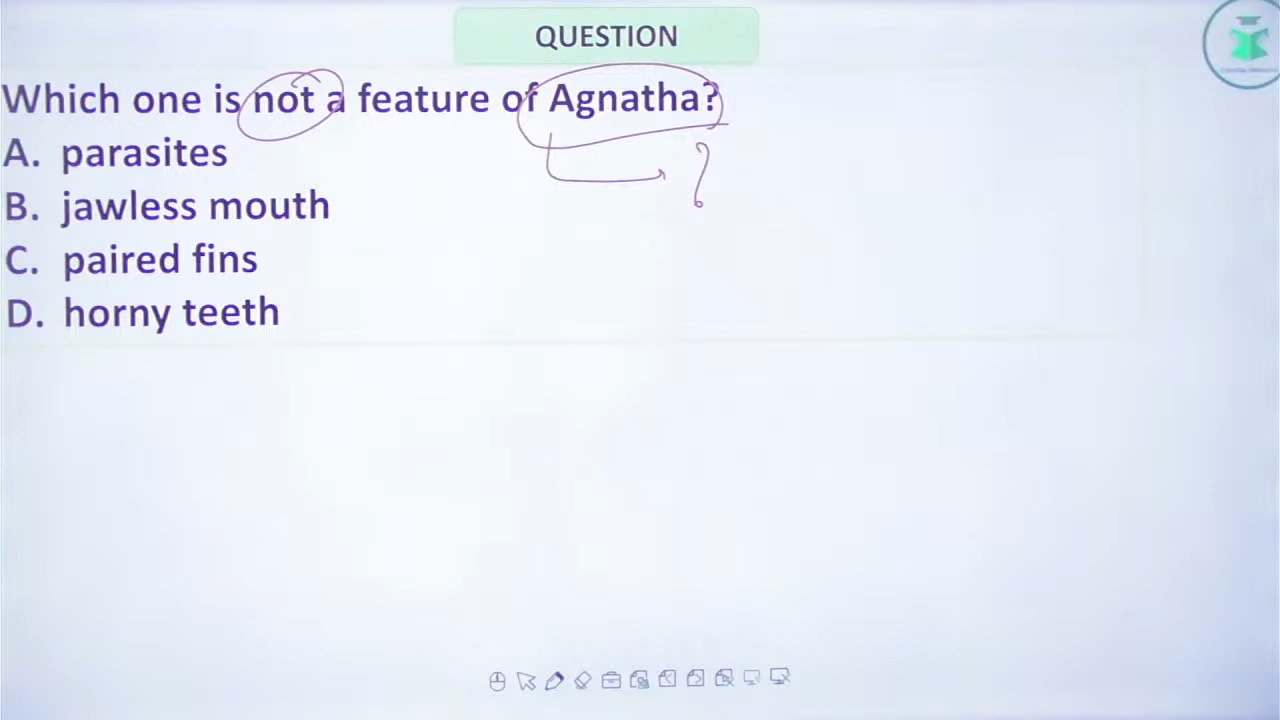 QUESTION
Which one is not a feature of Agnatha?
A. parasites
B. jawless mouth
C. paired fins
D. horny teeth
?